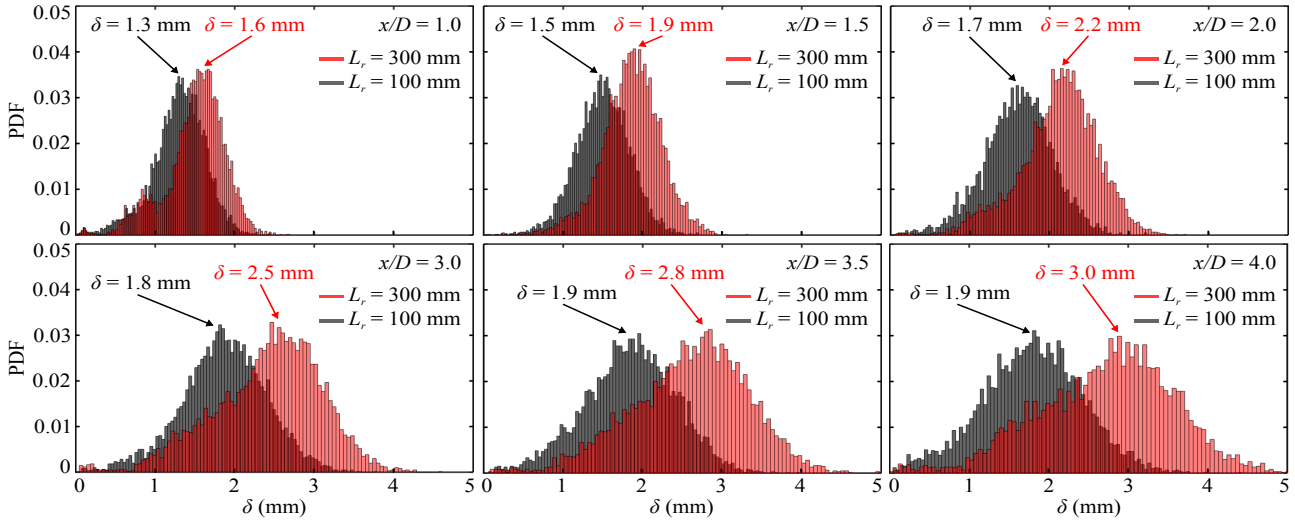 0.05 δ = 1.3 mm δ = 1.6 mm x/D = 1.0
0.04 L_r = 300 mm
L_r = 100 mm
0.03
PDF
0.02
0.01
0
δ = 1.5 mm δ = 1.9 mm x/D = 1.5
L_r = 300 mm
L_r = 100 mm
δ = 1.7 mm δ = 2.2 mm x/D = 2.0
L_r = 300 mm
L_r = 100 mm
0.05 δ = 1.8 mm δ = 2.5 mm x/D = 3.0
0.04 L_r = 300 mm
L_r = 100 mm
0.03
PDF
0.02
0.01
0
0 1 2 3 4 5
δ (mm)
δ = 1.9 mm δ = 2.8 mm x/D = 3.5
L_r = 300 mm
L_r = 100 mm
0 1 2 3 4 5
δ (mm)
δ = 1.9 mm δ = 3.0 mm x/D = 4.0
L_r = 300 mm
L_r = 100 mm
0 1 2 3 4 5
δ (mm)